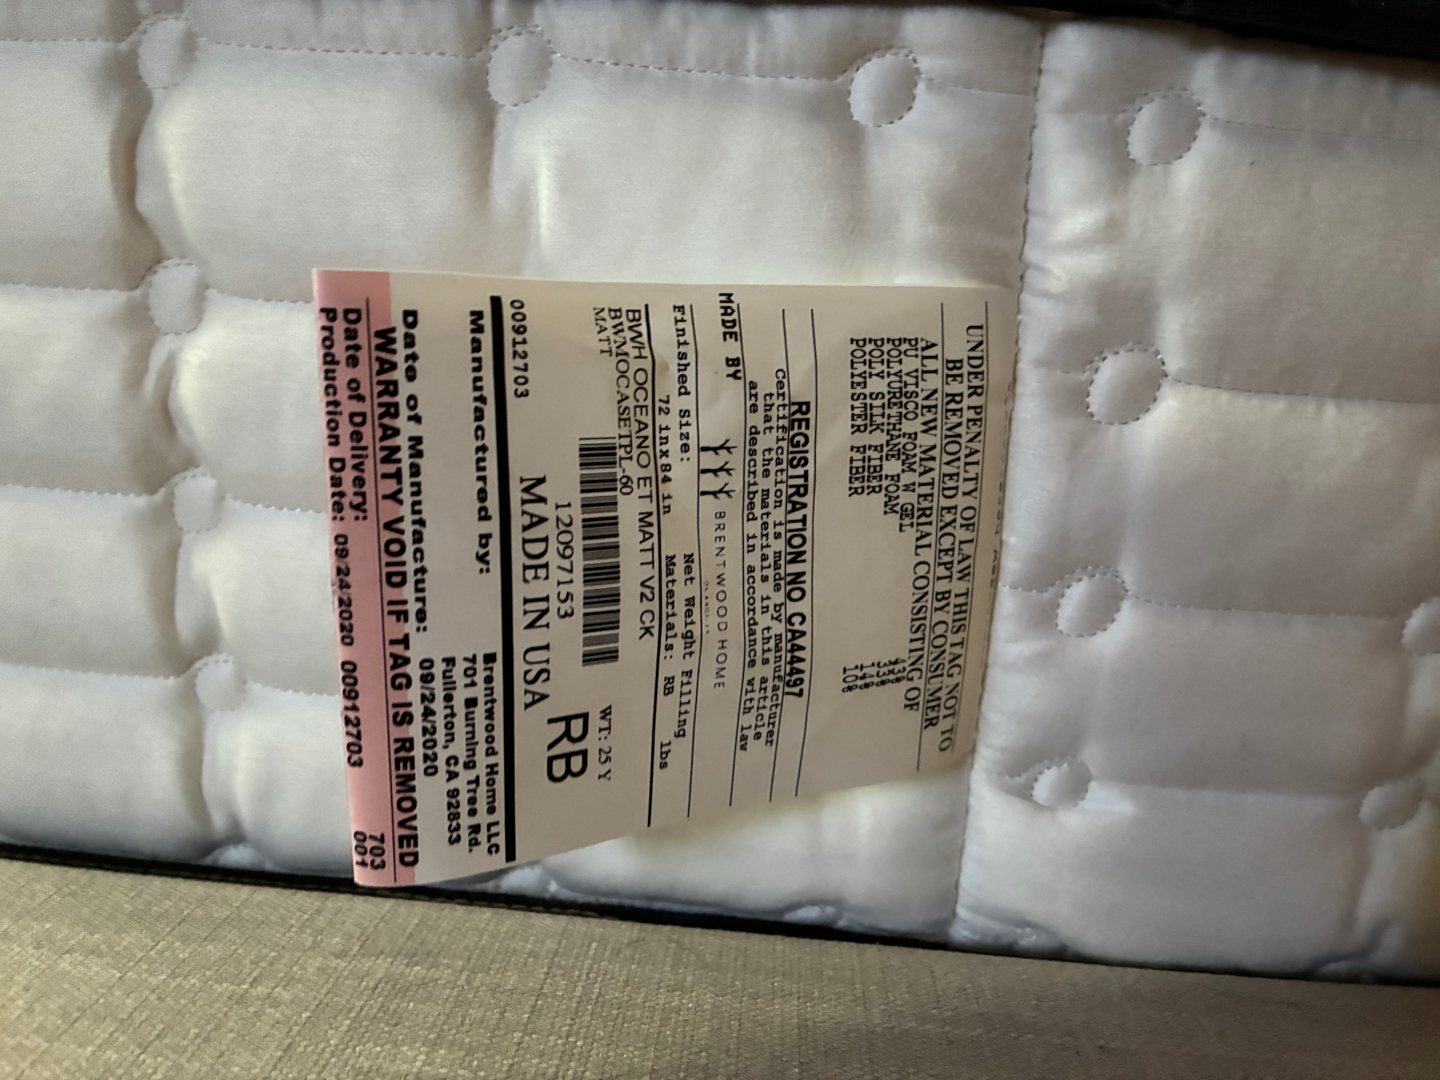 UNDER PENALTY OF LAW THIS TAG NOT TO
BE REMOVED EXCEPT BY CONSUMER
ALL NEW MATERIAL CONSISTING OF
PU VISCO FOAM W GEL 43%
POLYURETHANE FOAM 33%
POLY SILK FIBER 14%
POLYESTER FIBER 10%
REGISTRATION NO CA44497
Certification is made by manufacturer
that the materials in this article
are described in accordance with law
MADE BY
BRENTWOOD HOME
Finished Size: Net Weight Filling
72 inx84 in Materials: RB lbs
BWH OCEANO ET MATT V2 CK
BWMOCASETPL-60
MATT
WT: 25 Y
12097153
RB
00912703
MADE IN USA
Manufactured by: Brentwood Home LLC
701 Burning Tree Rd.
Fullerton, CA 92833
Date of Manufacture: 09/24/2020
WARRANTY VOID IF TAG IS REMOVED
Date of Delivery: 703
Production Date: 09/24/2020 00912703 001